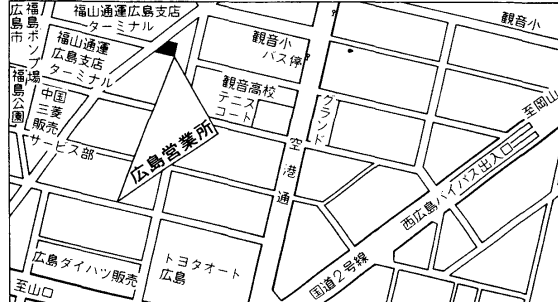 福山通運広島支店
ターミナル
観音小
広島市
福島ポンプ場
福島公園
福山通運
広島支店
ターミナル
観音小
バス停
中国
三菱
販売
サービス部
観音高校
テニス
コート
グランド
至岡山
広島営業所
空港通
西広島バイパス出入口
広島ダイハツ販売
トヨタオート
広島
国道2号線
至山口